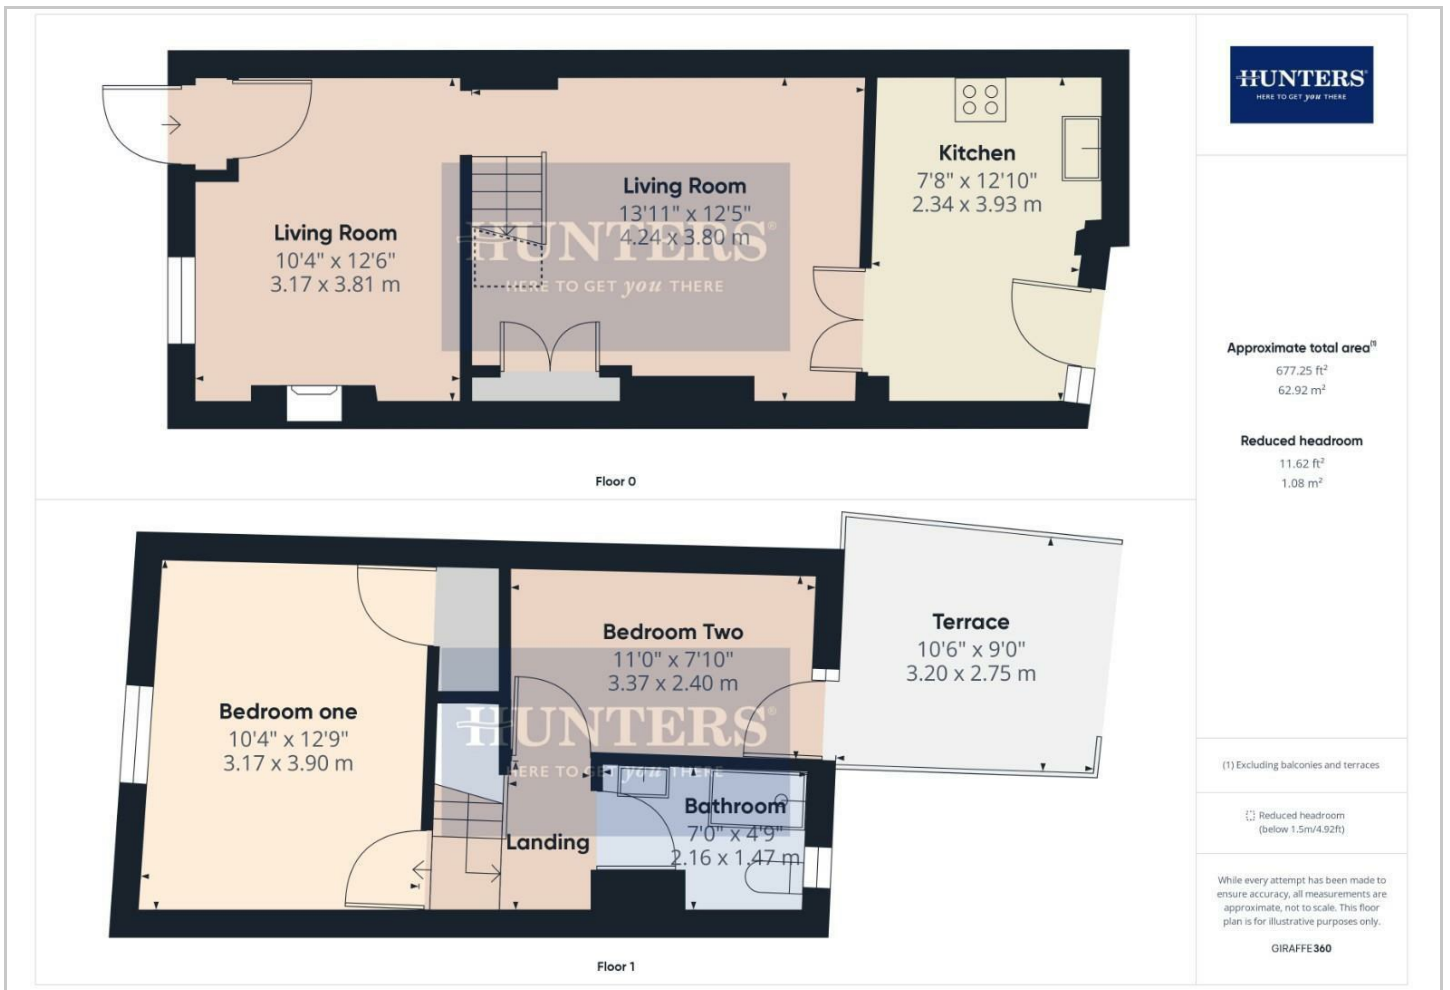 Living Room
10'4" x 12'6"
3.17 x 3.81 m
Living Room
13'11" x 12'5"
4.24 x 3.80 m
Kitchen
7'8" x 12'10"
2.34 x 3.93 m
HUNTERS®
HERE TO GET you THERE
Floor 0
Bedroom one
10'4" x 12'9"
3.17 x 3.90 m
Bedroom Two
11'0" x 7'10"
3.37 x 2.40 m
Terrace
10'6" x 9'0"
3.20 x 2.75 m
HUNTERS®
HERE TO GET you THERE
Landing
Bathroom
7'0" x 4'9"
2.16 x 1.47 m
Floor 1
HUNTERS®
HERE TO GET you THERE
Approximate total area(1)
677.25 ft²
62.92 m²
Reduced headroom
11.62 ft²
1.08 m²
(1) Excluding balconies and terraces
Reduced headroom
(below 1.5m/4.92ft)
While every attempt has been made to
ensure accuracy, all measurements are
approximate, not to scale. This floor
plan is for illustrative purposes only.
GIRAFFE360